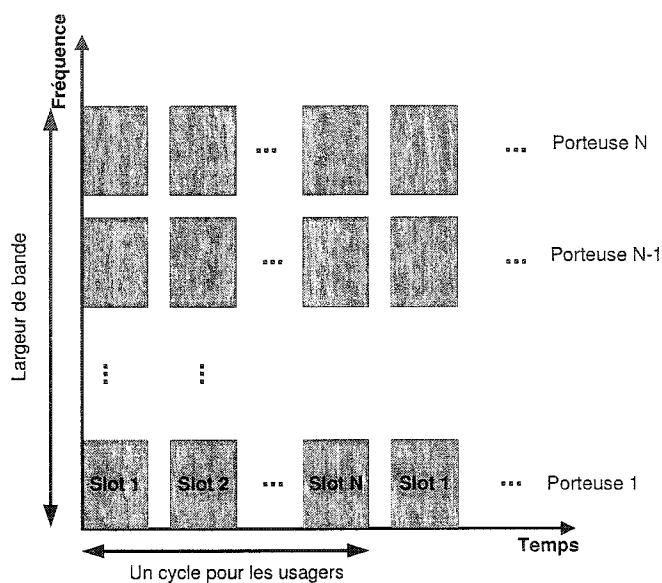 Fréquence
Largeur de bande
Porteuse N
Porteuse N-1
Slot 1 Slot 2 Slot N Slot 1 Porteuse 1
Temps
Un cycle pour les usagers